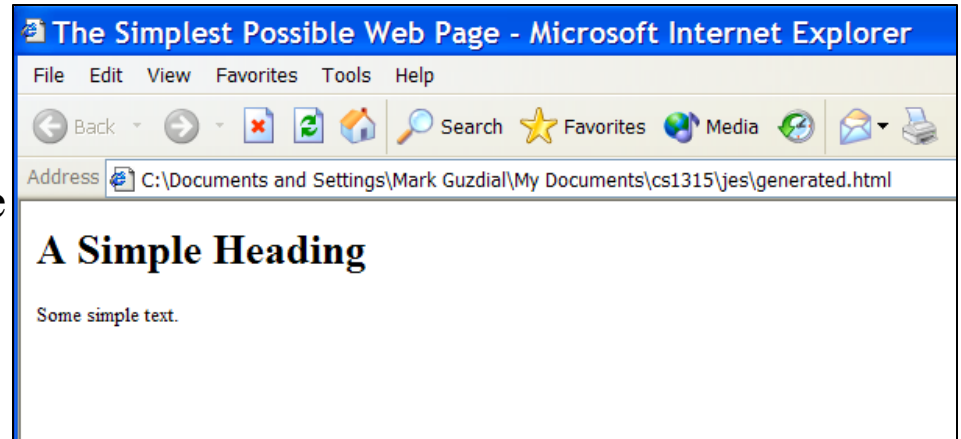 The Simplest Possible Web Page - Microsoft Internet Explorer
File Edit View Favorites Tools Help
Back Search Favorites Media
Address C:\Documents and Settings\Mark Guzdial\My Documents\cs1315\jes\generated.html
A Simple Heading
Some simple text.